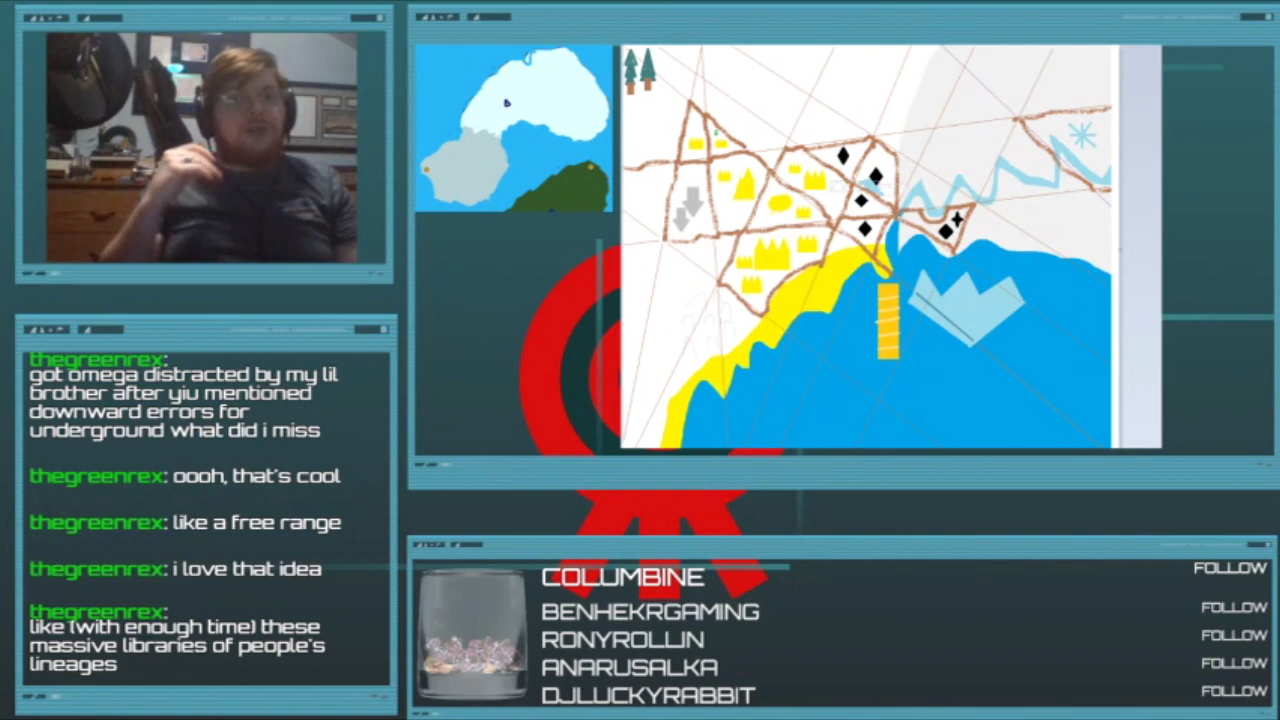 thegreenrex:
got omega distracted by my lil
brother after yiu mentioned
downward errors for
underground what did i miss
thegreenrex: oooh, that's cool
thegreenrex: like a free range
thegreenrex: i love that idea
thegreenrex:
like (with enough time) these
massive libraries of people's
lineages
COLUMBINE FOLLOW
BENHEKRGAMING FOLLOW
RONYROLLIN FOLLOW
ANARUSALKA FOLLOW
DJLUCKYRABBIT FOLLOW